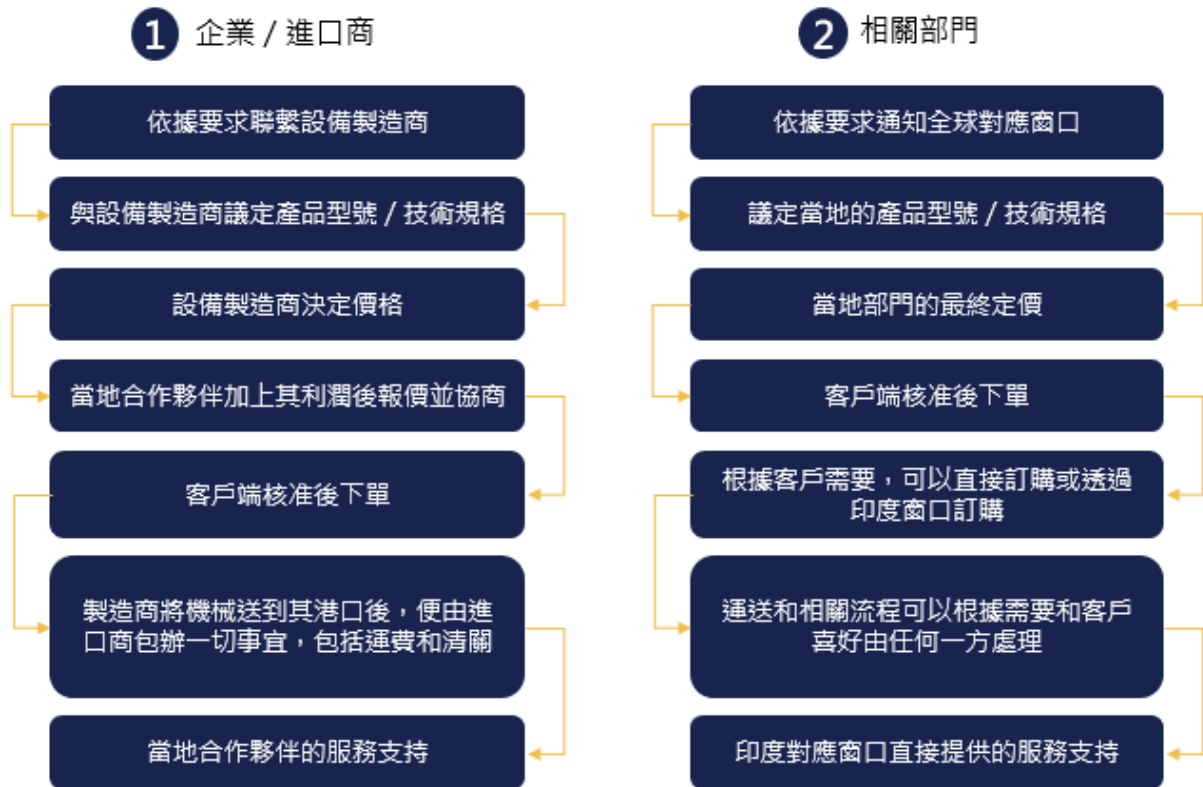 1 企業 / 進口商
依據要求聯繫設備製造商
與設備製造商議定產品型號 / 技術規格
設備製造商決定價格
當地合作夥伴加上其利潤後報價並協商
客戶端核准後下單
製造商將機械送到其港口後，便由進
口商包辦一切事宜，包括運費和清關
當地合作夥伴的服務支持
2 相關部門
依據要求通知全球對應窗口
議定當地的產品型號 / 技術規格
當地部門的最終定價
客戶端核准後下單
根據客戶需要，可以直接訂購或透過
印度窗口訂購
運送和相關流程可以根據需要和客戶
喜好由任何一方處理
印度對應窗口直接提供的服務支持